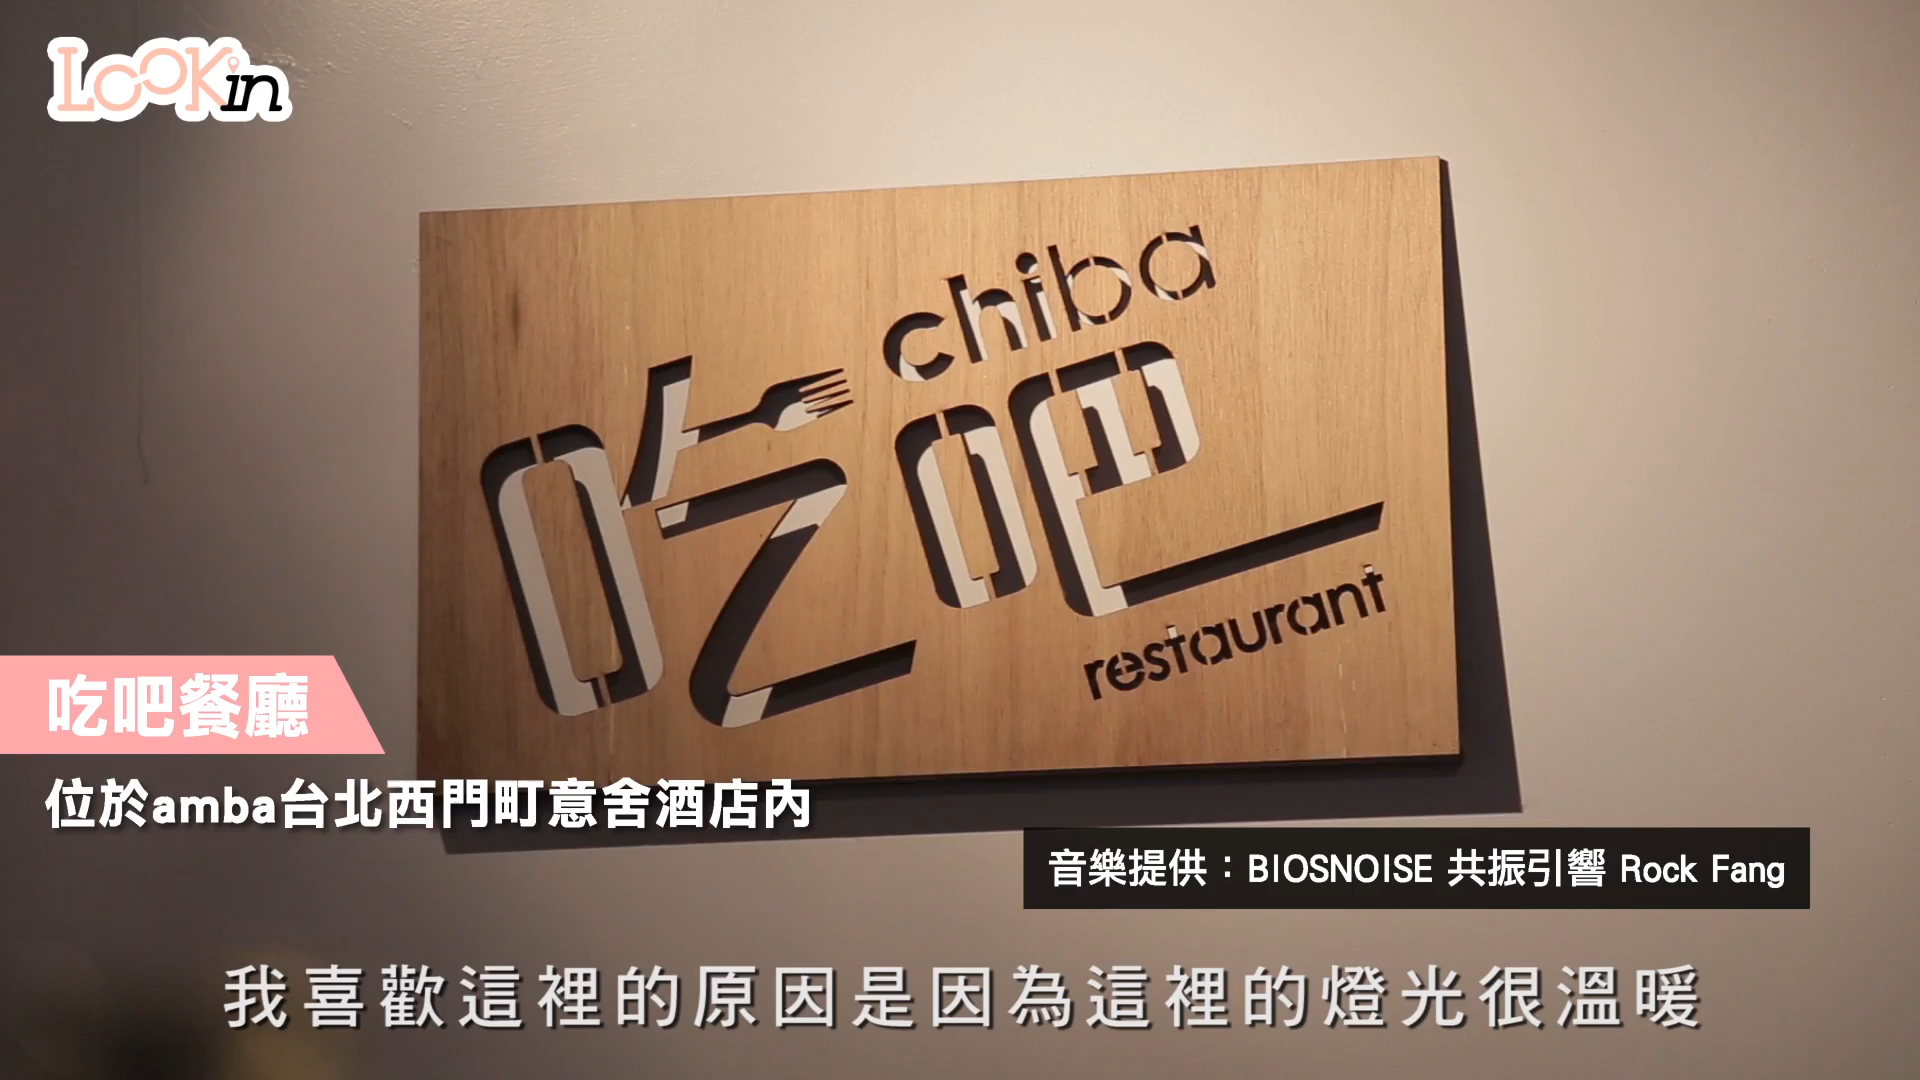 LOOKin
chiba
吃吧
restaurant
吃吧餐廳
位於amba台北西門町意舍酒店內
音樂提供：BIOSNOISE 共振引響 Rock Fang
我喜歡這裡的原因是因為這裡的燈光很溫暖